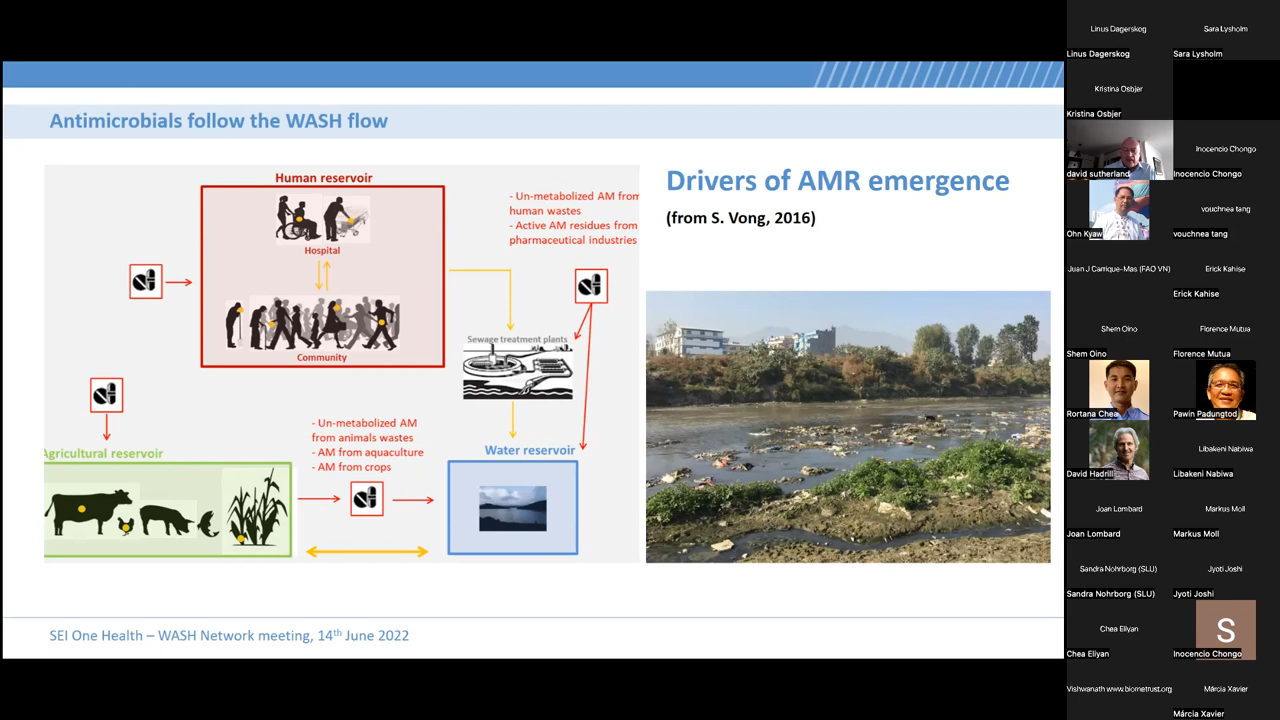 Antimicrobials follow the WASH flow
Human reservoir
Hospital
Community
- Un-metabolized AM from
human wastes
- Active AM residues from
pharmaceutical industries
Sewage treatment plants
- Un-metabolized AM
from animals wastes
- AM from aquaculture
- AM from crops
Agricultural reservoir
Water reservoir
Drivers of AMR emergence
(from S. Vong, 2016)
SEI One Health – WASH Network meeting, 14th June 2022
Linus Dagerskog
Linus Dagerskog
Sara Lysholm
Sara Lysholm
Kristina Osbjer
Kristina Osbjer
david sutherland
Inocencio Chongo
Inocencio Chongo
Ohn Kyaw
vouchnea tang
vouchnea tang
Juan J Carrique-Mas (FAO VN)
Erick Kahise
Erick Kahise
Shem Oino
Shem Oino
Florence Mutua
Florence Mutua
Rortana Chea
Pawin Padungtod
David Hadrill
Libakeni Nabiwa
Libakeni Nabiwa
Joan Lombard
Joan Lombard
Markus Moll
Markus Moll
Sandra Nohrborg (SLU)
Sandra Nohrborg (SLU)
Jyoti Joshi
Jyoti Joshi
Chea Eliyan
Chea Eliyan
S
Inocencio Chongo
Vishwanath www.biometrust.org
Márcia Xavier
Márcia Xavier